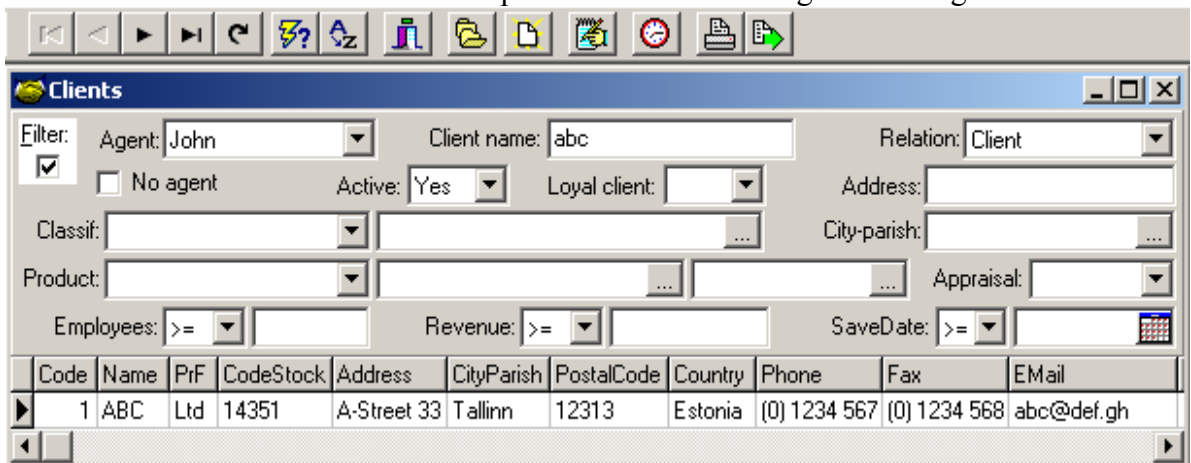 Clients
Filter: Agent: John Client name: abc Relation: Client
No agent Active: Yes Loyal client: Address:
Classif: ... City-parish: ...
Product: ... ... Appraisal:
Employees: >= Revenue: >= SaveDate: >=
Code Name PrF CodeStock Address CityParish PostalCode Country Phone Fax EMail
1 ABC Ltd 14351 A-Street 33 Tallinn 12313 Estonia (0) 1234 567 (0) 1234 568 abc@def.gh